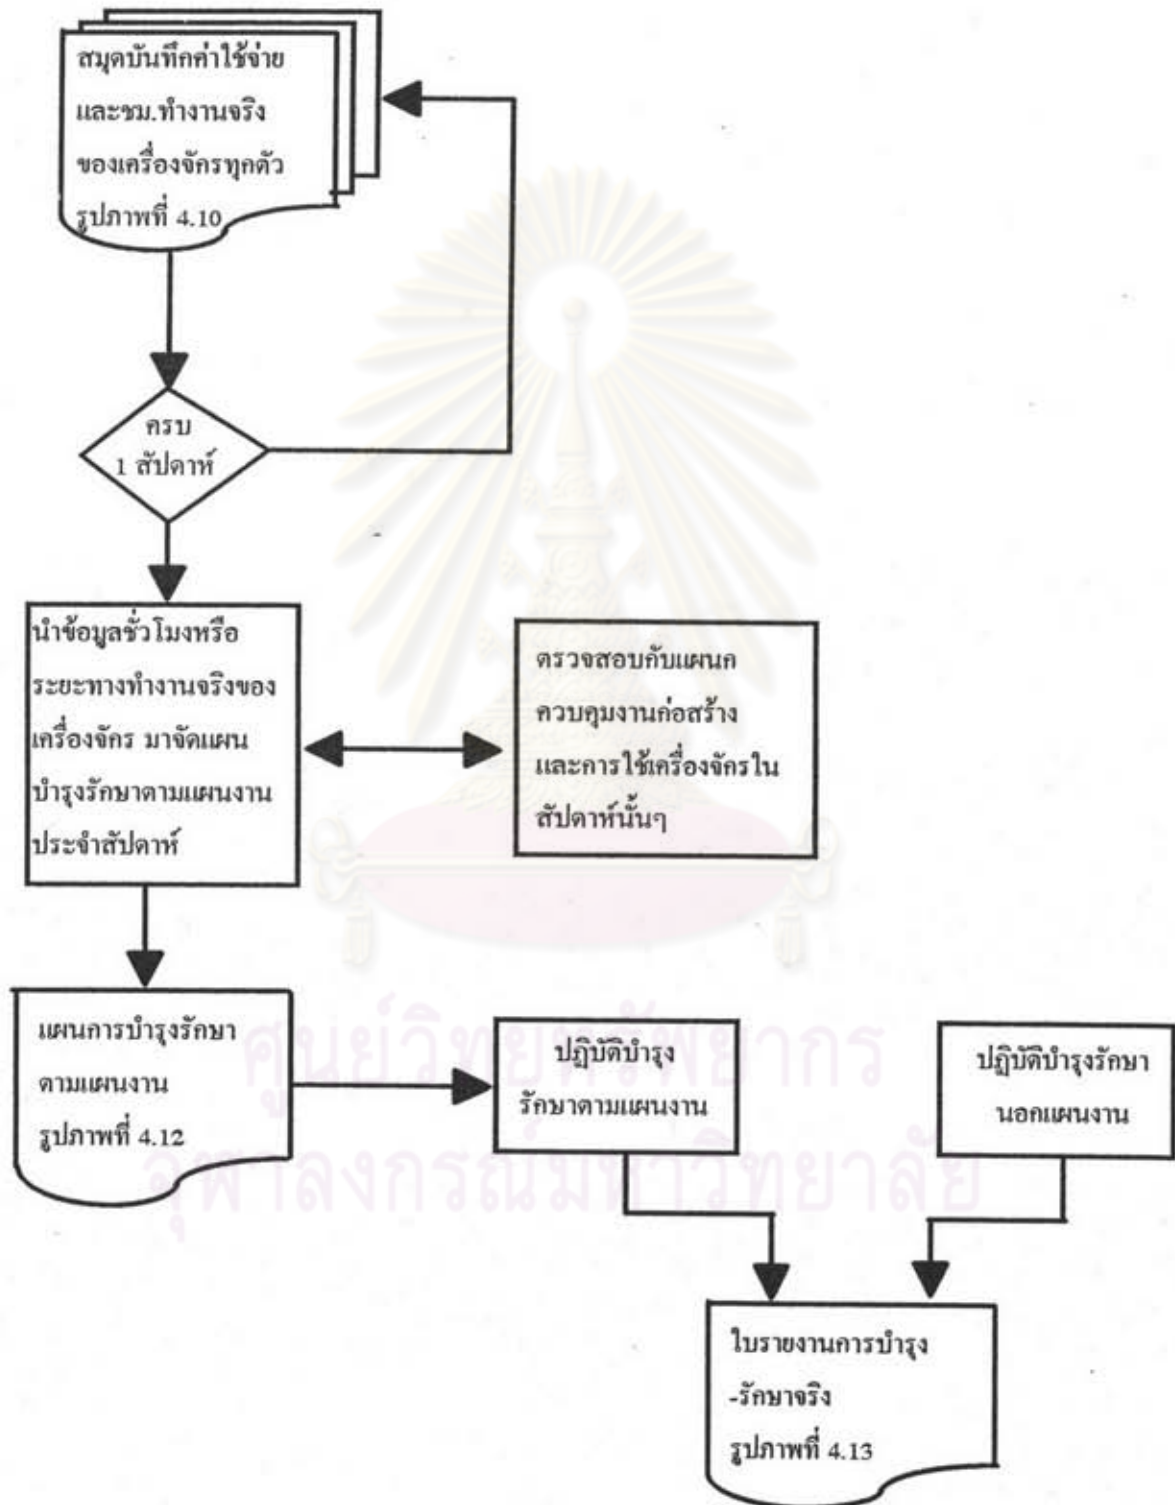 สมุดบันทึกค่าใช้จ่าย
และชม.ทำงานจริง
ของเครื่องจักรทุกตัว
รูปภาพที่ 4.10
ครบ
1 สัปดาห์
นำข้อมูลชั่วโมงหรือ
ระยะทางทำงานจริงของ
เครื่องจักร มาจัดแผน
บำรุงรักษาตามแผนงาน
ประจำสัปดาห์
ตรวจสอบกับแผนก
ควบคุมงานก่อสร้าง
และการใช้เครื่องจักรใน
สัปดาห์นั้นๆ
แผนการบำรุงรักษา
ตามแผนงาน
รูปภาพที่ 4.12
ปฏิบัติบำรุง
รักษาตามแผนงาน
ปฏิบัติบำรุงรักษา
นอกแผนงาน
ศูนย์วิทยทรัพยากร
จุฬาลงกรณ์มหาวิทยาลัย
ใบรายงานการบำรุง
-รักษาจริง
รูปภาพที่ 4.13